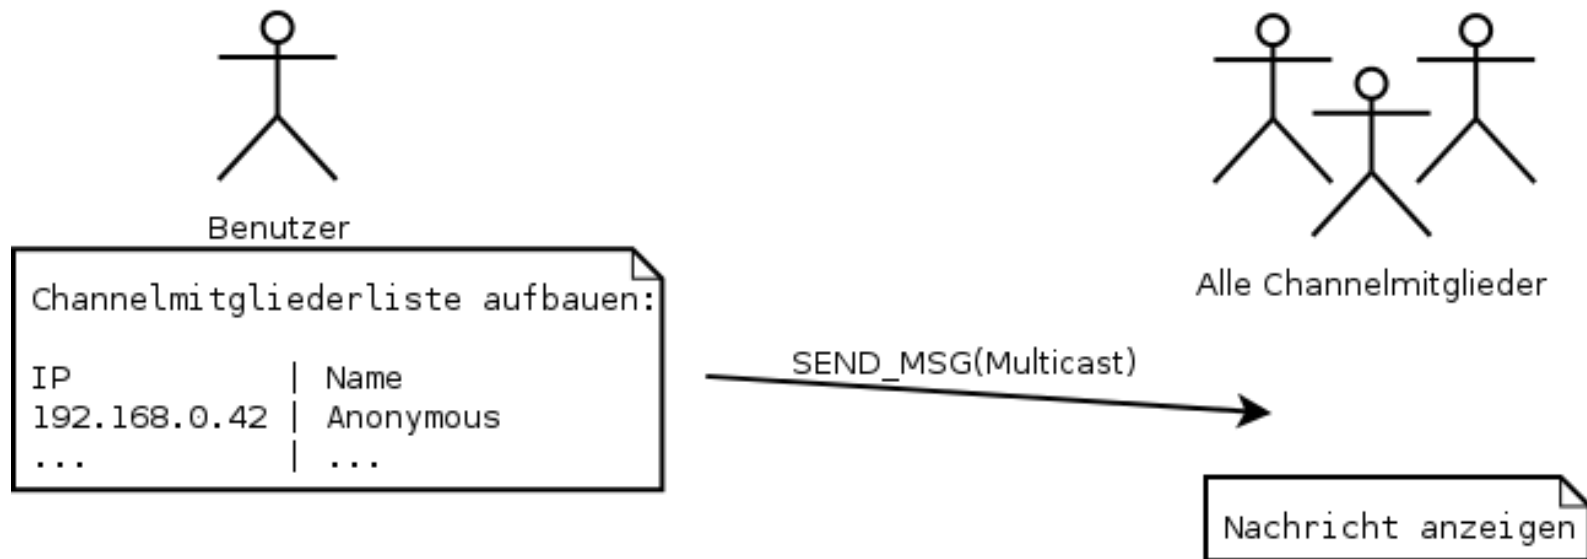 Benutzer
Channelmitgliederliste aufbauen:
IP | Name
192.168.0.42 | Anonymous
... | ...
Alle Channelmitglieder
SEND_MSG(Multicast)
Nachricht anzeigen